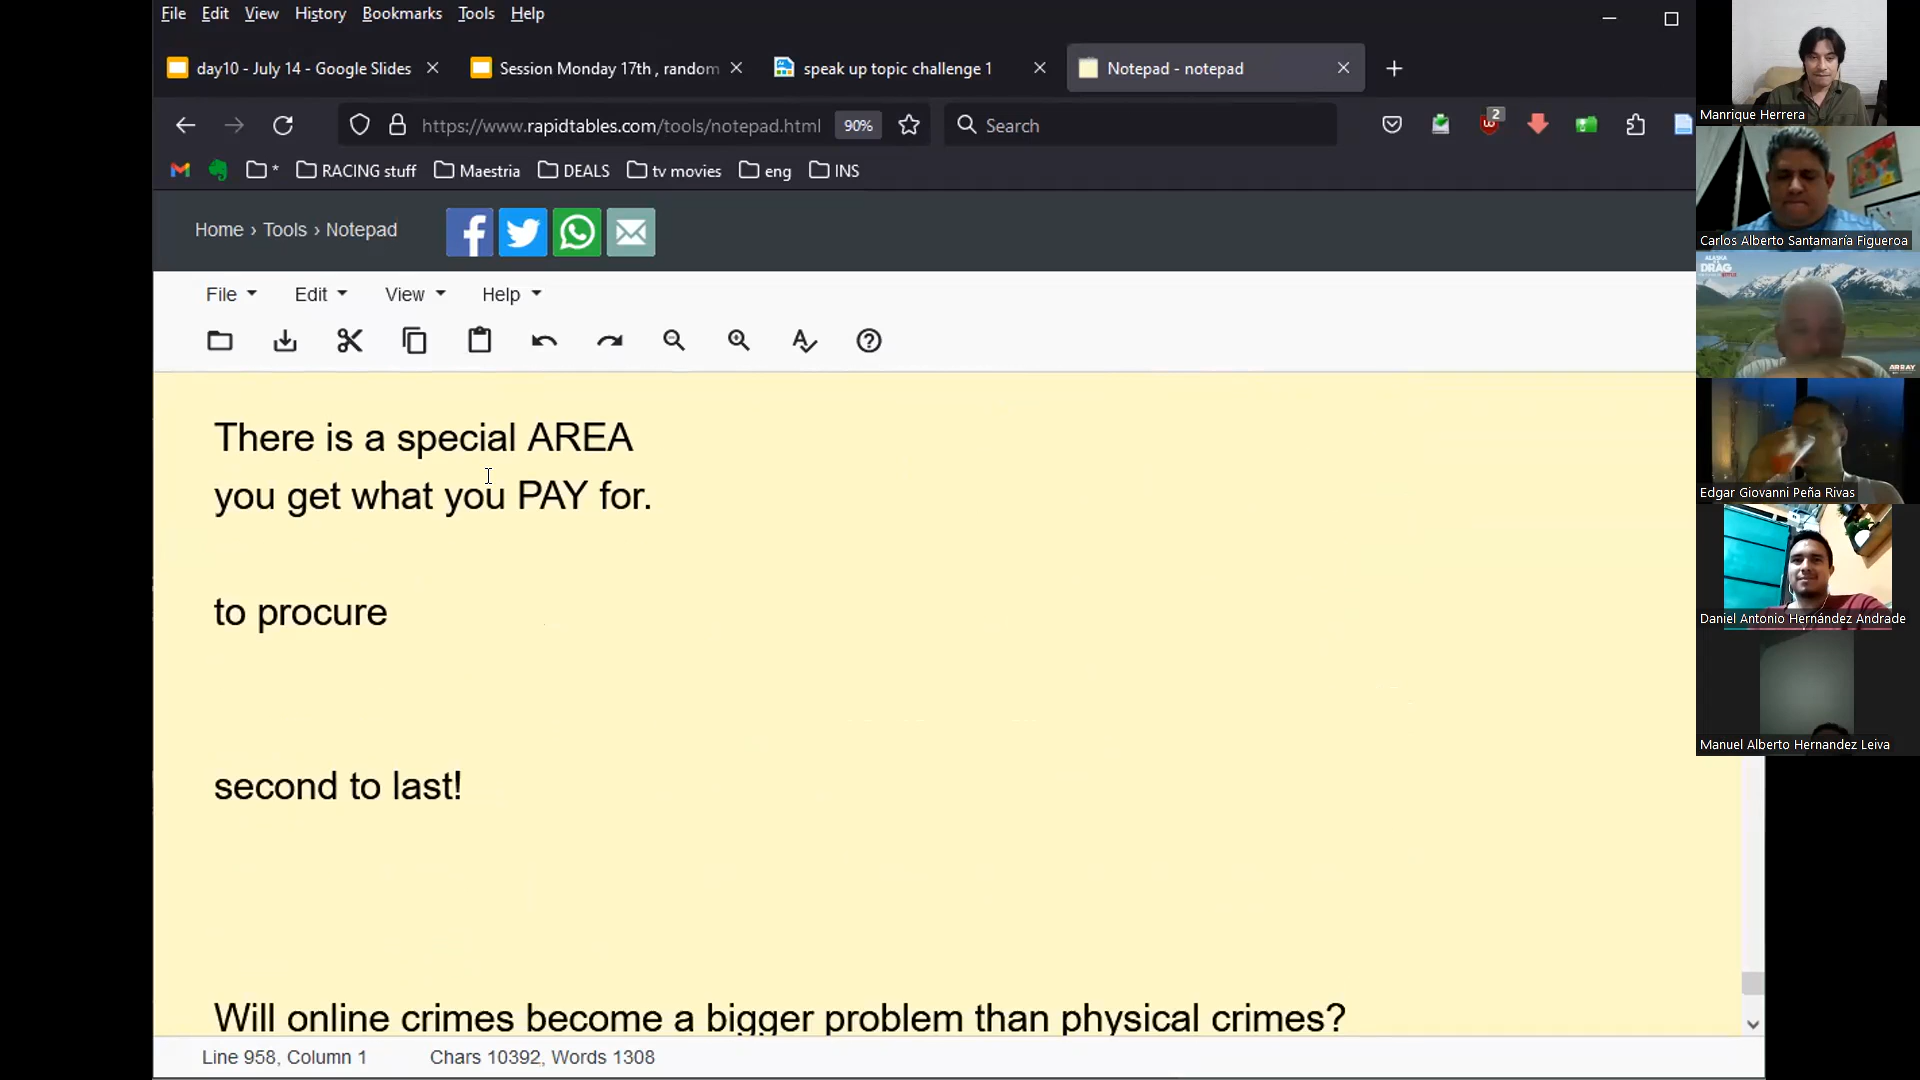 File Edit View History Bookmarks Tools Help
day10 - July 14 - Google Slides
Session Monday 17th , random
speak up topic challenge 1
Notepad - notepad
https://www.rapidtables.com/tools/notepad.html
90%
Search
2
* RACING stuff Maestria DEALS tv movies eng INS
Home › Tools › Notepad
File Edit View Help
There is a special AREA
you get what you PAY for.
to procure
second to last!
Will online crimes become a bigger problem than physical crimes?
Line 958, Column 1 Chars 10392, Words 1308
Manrique Herrera
Carlos Alberto Santamaría Figueroa
ALASKA
DRAG
ARRAY
Edgar Giovanni Peña Rivas
Daniel Antonio Hernández Andrade
Manuel Alberto Hernandez Leiva